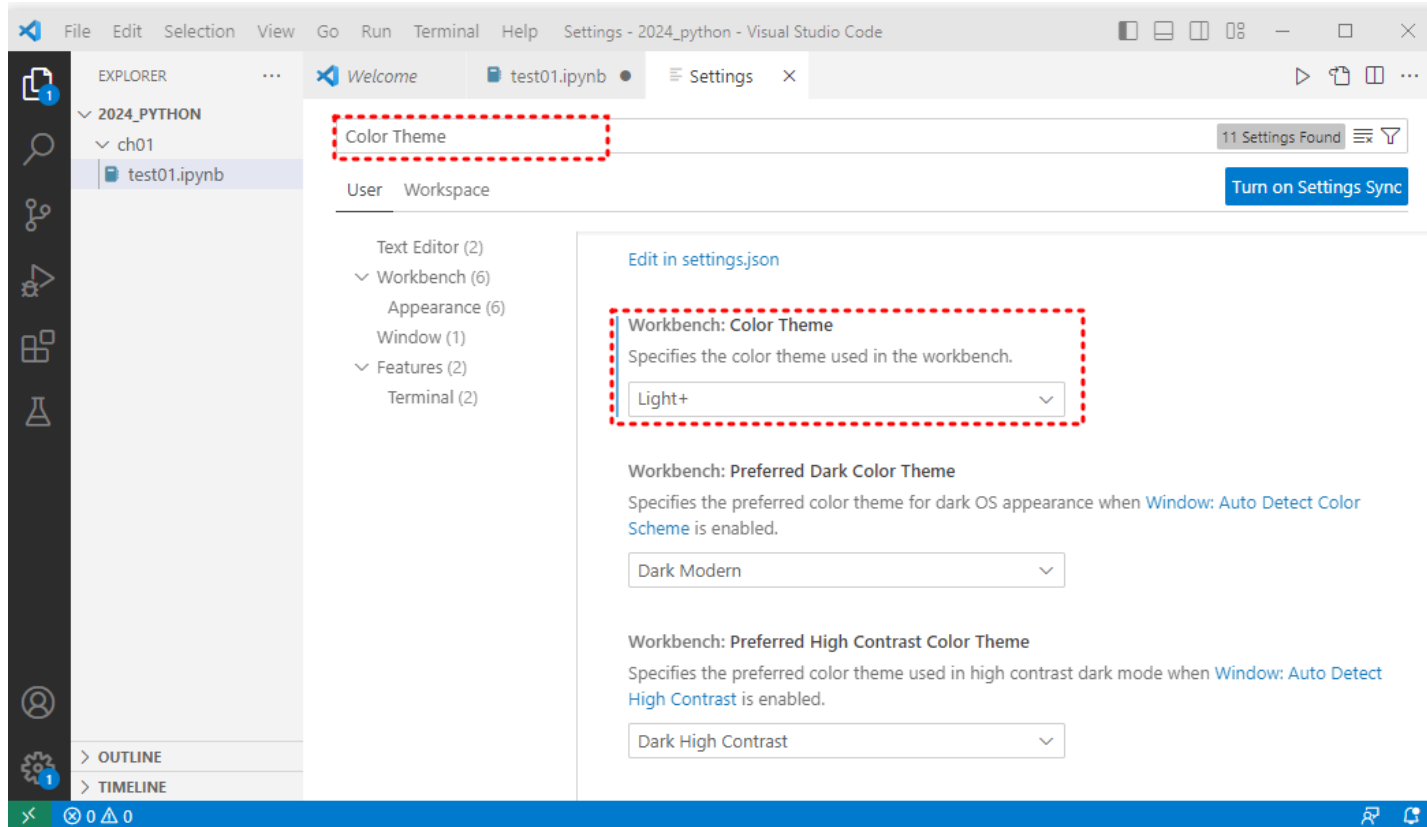 File Edit Selection View Go Run Terminal Help Settings - 2024_python - Visual Studio Code
EXPLORER ...
Welcome test01.ipynb Settings
1
2024_PYTHON
ch01
test01.ipynb
Color Theme
11 Settings Found
User Workspace
Turn on Settings Sync
Text Editor (2)
Workbench (6)
Appearance (6)
Window (1)
Features (2)
Terminal (2)
Edit in settings.json
Workbench: Color Theme
Specifies the color theme used in the workbench.
Light+
Workbench: Preferred Dark Color Theme
Specifies the preferred color theme for dark OS appearance when Window: Auto Detect Color
Scheme is enabled.
Dark Modern
Workbench: Preferred High Contrast Color Theme
Specifies the preferred color theme used in high contrast dark mode when Window: Auto Detect
High Contrast is enabled.
Dark High Contrast
OUTLINE
1
TIMELINE
0 0